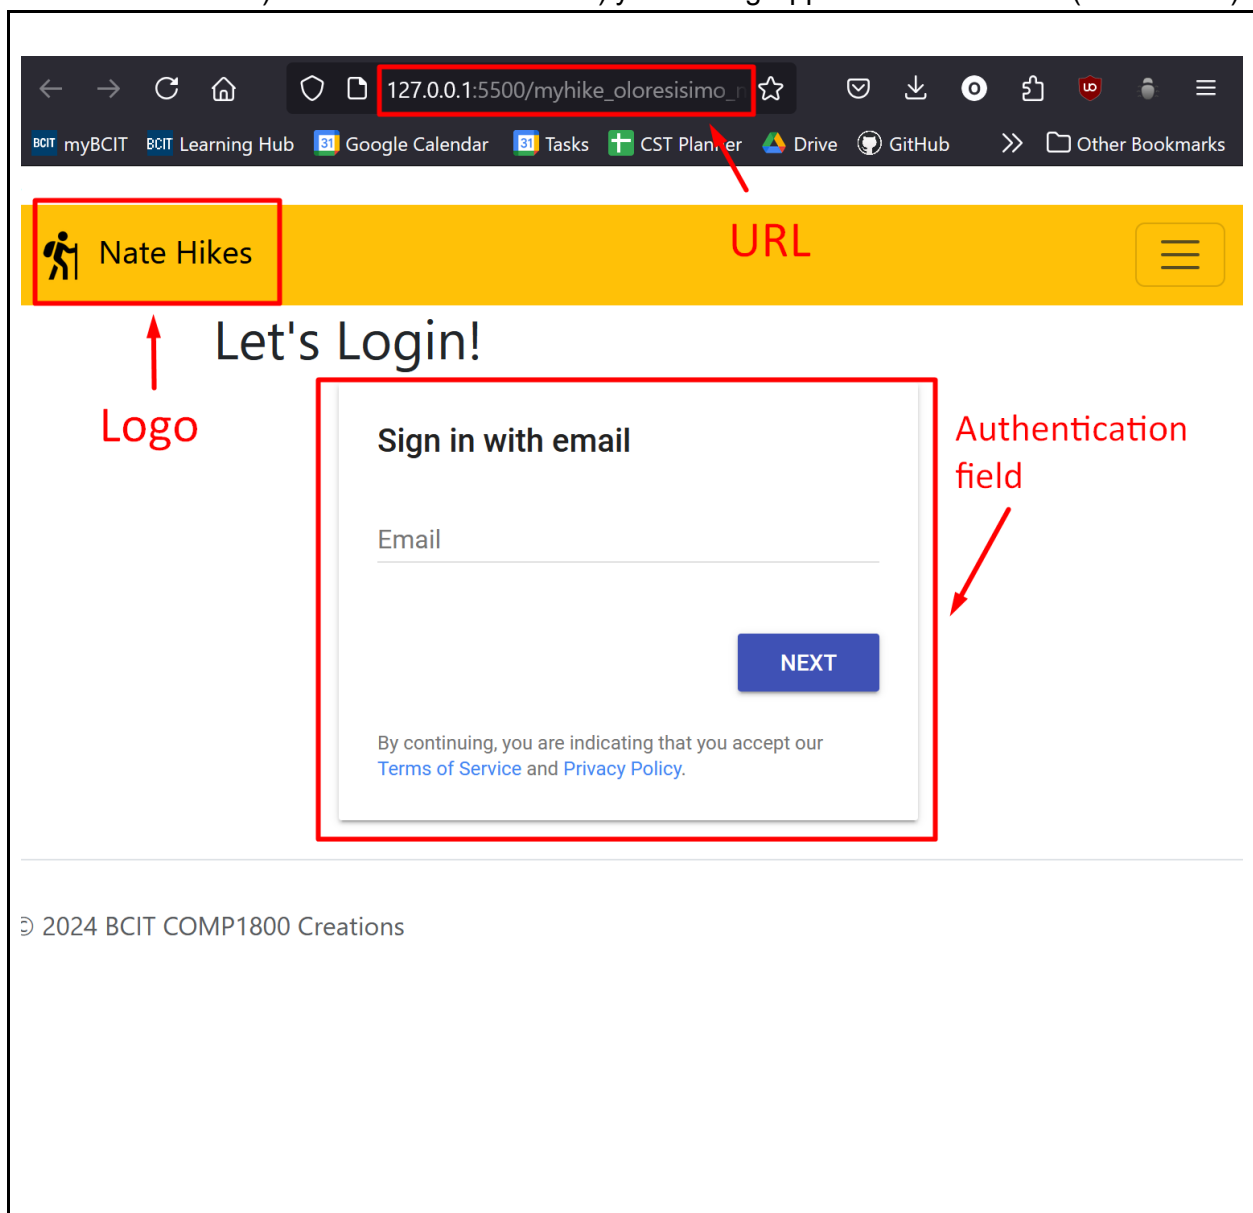 127.0.0.1:5500/myhike_oloresisimo_
myBCIT Learning Hub Google Calendar Tasks CST Planner Drive GitHub Other Bookmarks
Nate Hikes
URL
Let's Login!
Logo
Authentication
field
Sign in with email
Email
NEXT
By continuing, you are indicating that you accept our
Terms of Service and Privacy Policy.
© 2024 BCIT COMP1800 Creations